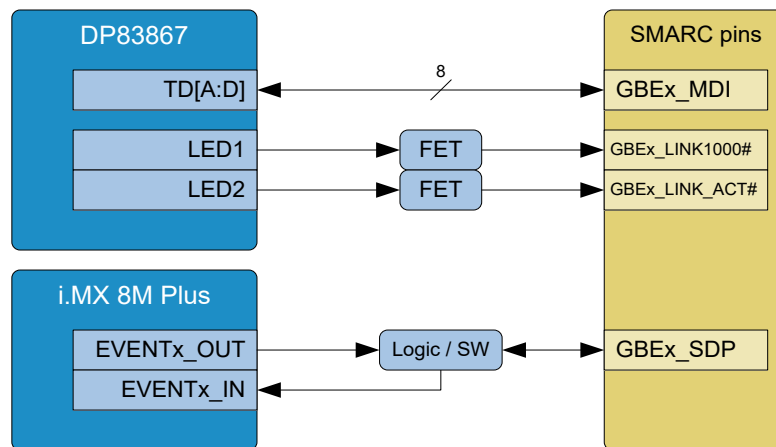 DP83867
SMARC pins
8
TD[A:D]
GBEx_MDI
LED1
FET
GBEx_LINK1000#
LED2
FET
GBEx_LINK_ACT#
i.MX 8M Plus
EVENTx_OUT
Logic / SW
GBEx_SDP
EVENTx_IN